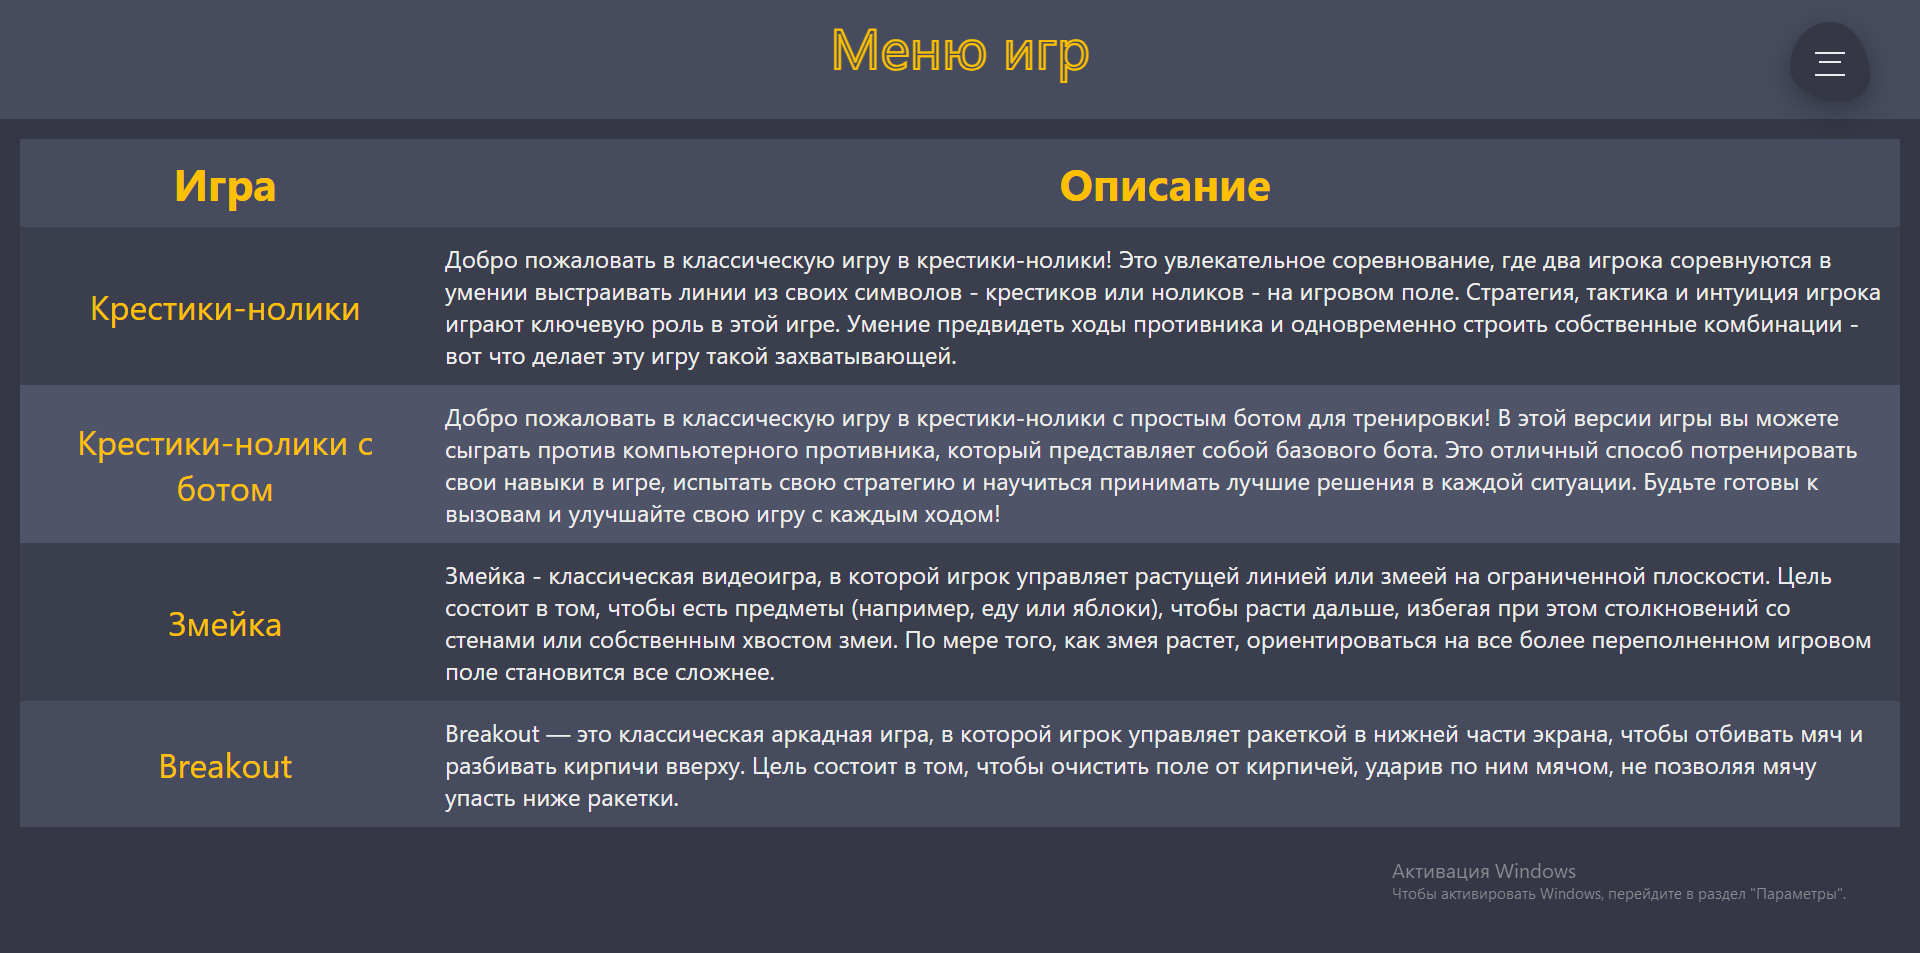 Меню игр
Игра
Описание
Крестики-нолики
Добро пожаловать в классическую игру в крестики-нолики! Это увлекательное соревнование, где два игрока соревнуются в
умении выстраивать линии из своих символов - крестиков или ноликов - на игровом поле. Стратегия, тактика и интуиция игрока
играют ключевую роль в этой игре. Умение предвидеть ходы противника и одновременно строить собственные комбинации -
вот что делает эту игру такой захватывающей.
Крестики-нолики с
ботом
Добро пожаловать в классическую игру в крестики-нолики с простым ботом для тренировки! В этой версии игры вы можете
сыграть против компьютерного противника, который представляет собой базового бота. Это отличный способ потренировать
свои навыки в игре, испытать свою стратегию и научиться принимать лучшие решения в каждой ситуации. Будьте готовы к
вызовам и улучшайте свою игру с каждым ходом!
Змейка
Змейка - классическая видеоигра, в которой игрок управляет растущей линией или змеей на ограниченной плоскости. Цель
состоит в том, чтобы есть предметы (например, еду или яблоки), чтобы расти дальше, избегая при этом столкновений со
стенами или собственным хвостом змеи. По мере того, как змея растет, ориентироваться на все более переполненном игровом
поле становится все сложнее.
Breakout
Breakout — это классическая аркадная игра, в которой игрок управляет ракеткой в нижней части экрана, чтобы отбивать мяч и
разбивать кирпичи вверху. Цель состоит в том, чтобы очистить поле от кирпичей, ударив по ним мячом, не позволяя мячу
упасть ниже ракетки.
Активация Windows
Чтобы активировать Windows, перейдите в раздел "Параметры".